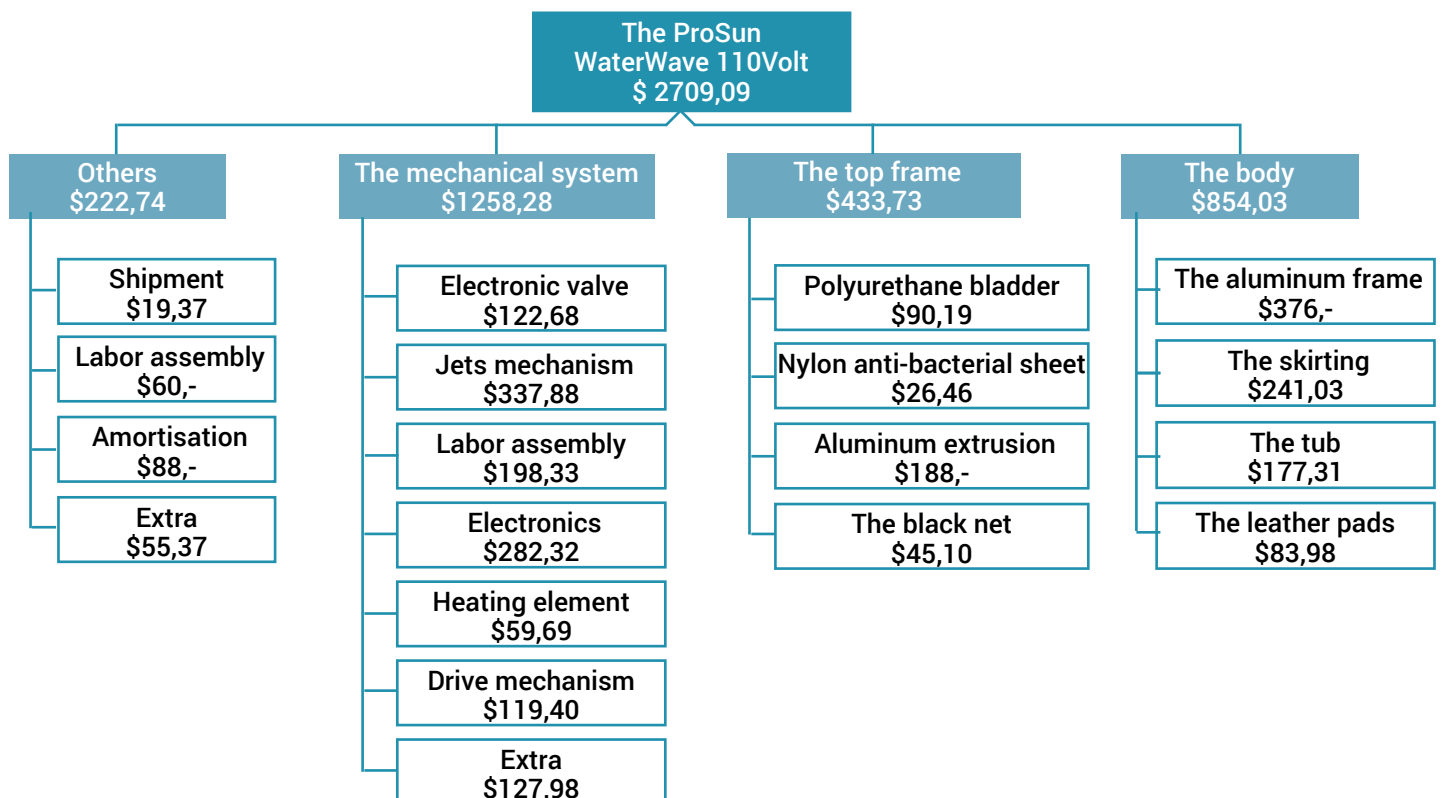 The ProSun
WaterWave 110Volt
$ 2709,09
Others
$222,74
Shipment
$19,37
Labor assembly
$60,-
Amortisation
$88,-
Extra
$55,37
The mechanical system
$1258,28
Electronic valve
$122,68
Jets mechanism
$337,88
Labor assembly
$198,33
Electronics
$282,32
Heating element
$59,69
Drive mechanism
$119,40
Extra
$127,98
The top frame
$433,73
Polyurethane bladder
$90,19
Nylon anti-bacterial sheet
$26,46
Aluminum extrusion
$188,-
The black net
$45,10
The body
$854,03
The aluminum frame
$376,-
The skirting
$241,03
The tub
$177,31
The leather pads
$83,98